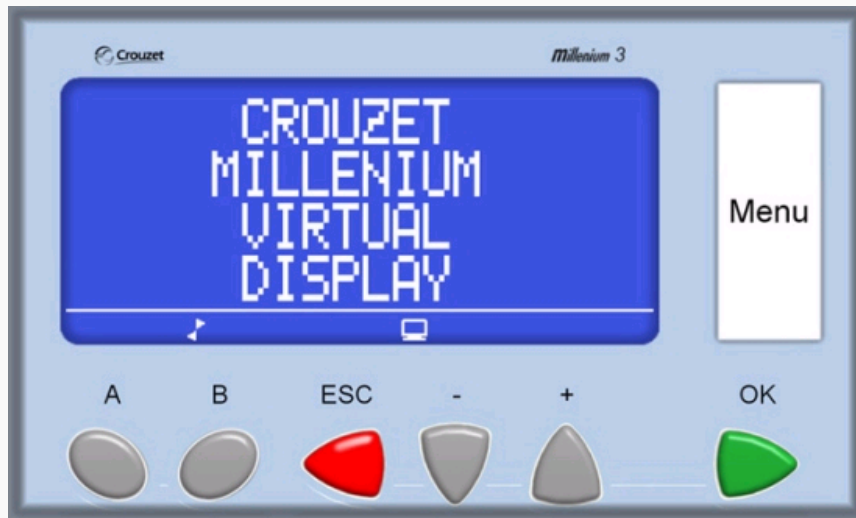 Crouzet
Millenium 3
CROUZET
MILLENIUM
VIRTUAL
DISPLAY
Menu
A B ESC - + OK